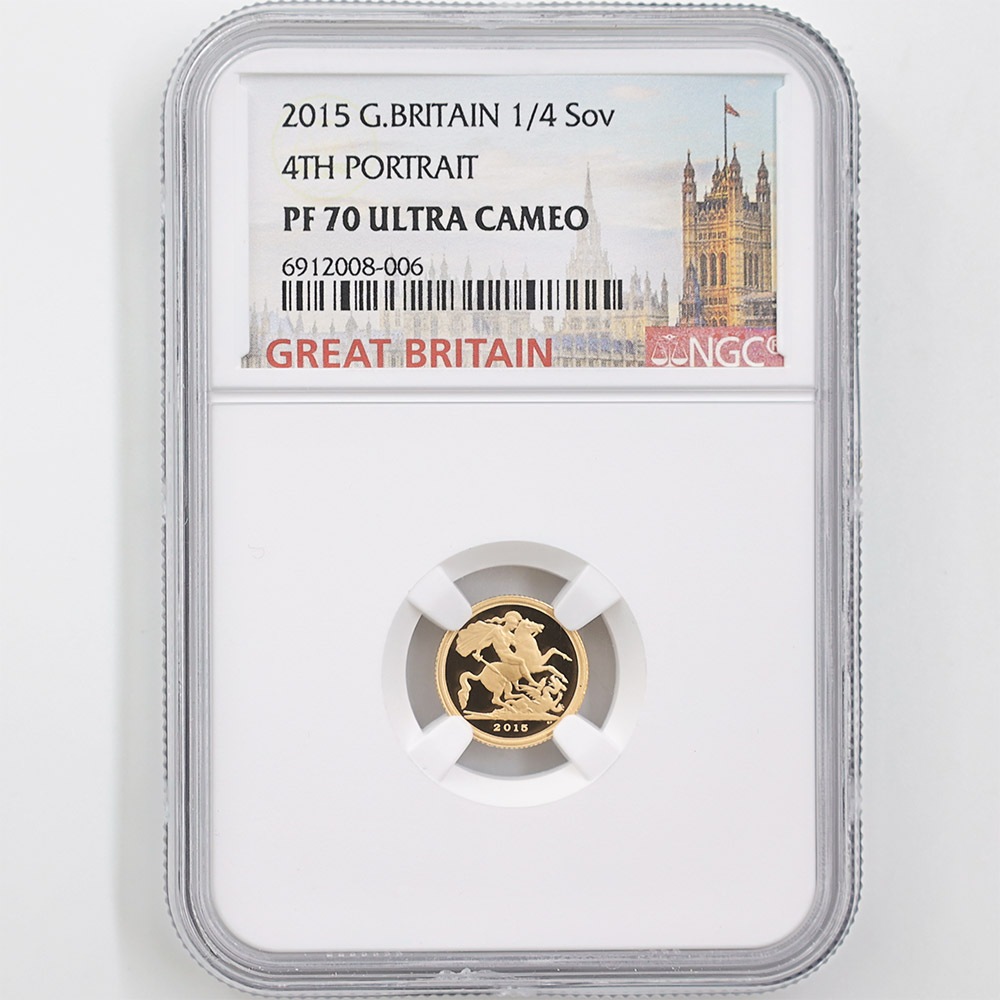 2015 G.BRITAIN 1/4 Sov
4TH PORTRAIT
PF 70 ULTRA CAMEO
6912008-006
GREAT BRITAIN
NGC®
2015